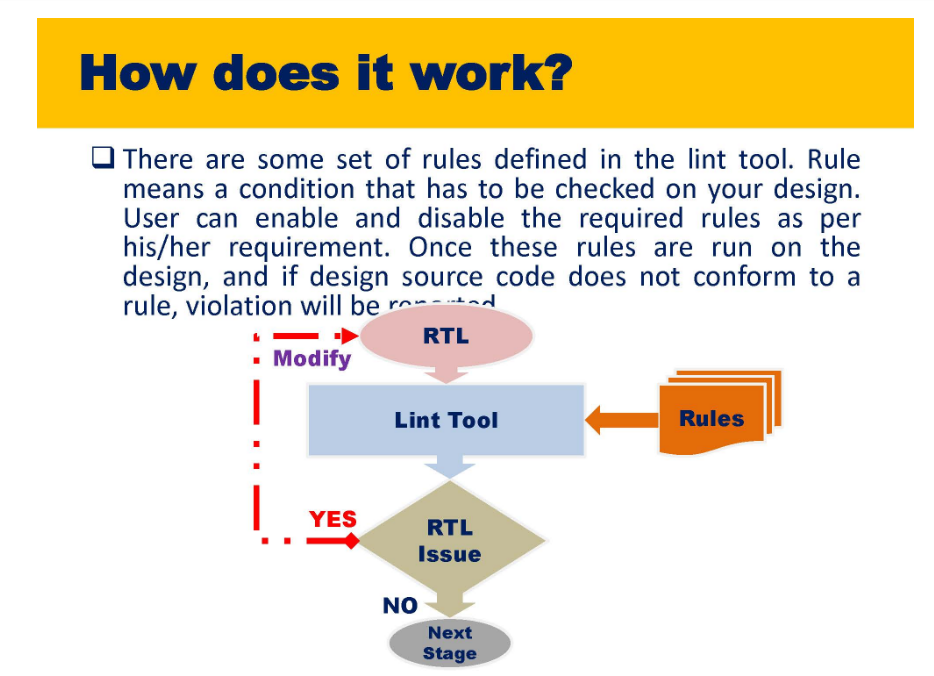 How does it work?
There are some set of rules defined in the lint tool. Rule
means a condition that has to be checked on your design.
User can enable and disable the required rules as per
his/her requirement. Once these rules are run on the
design, and if design source code does not conform to a
rule, violation will be reported.
RTL
Modify
Lint Tool
Rules
YES
RTL
Issue
NO
Next
Stage